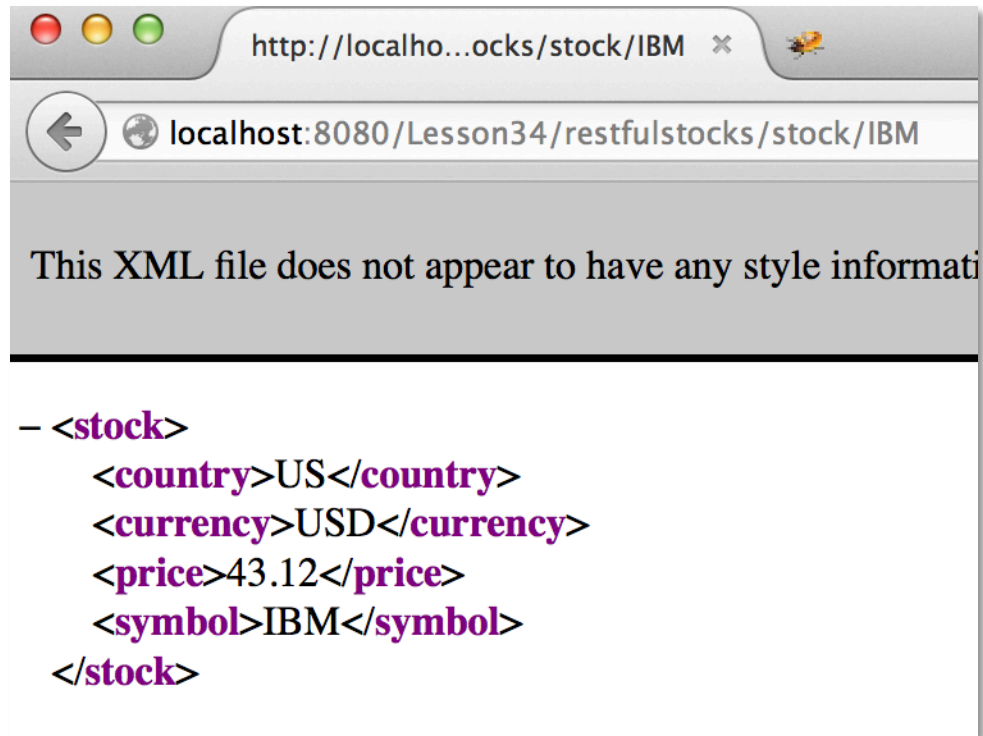 http://localho...ocks/stock/IBM
localhost:8080/Lesson34/restfulstocks/stock/IBM
This XML file does not appear to have any style informati
– <stock>
<country>US</country>
<currency>USD</currency>
<price>43.12</price>
<symbol>IBM</symbol>
</stock>